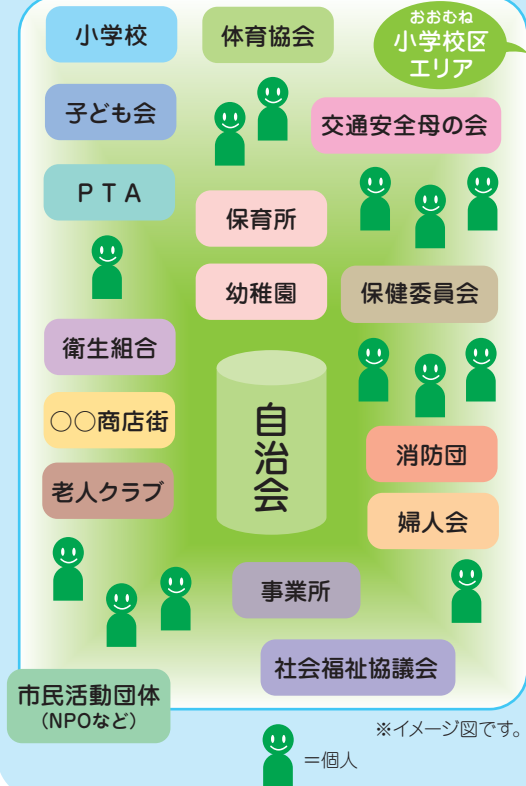 小学校
体育協会
おおむね
小学校区
エリア
子ども会
交通安全母の会
PTA
保育所
幼稚園
保健委員会
衛生組合
○○商店街
自治会
消防団
老人クラブ
婦人会
事業所
社会福祉協議会
市民活動団体
(NPOなど)
※イメージ図です。
=個人